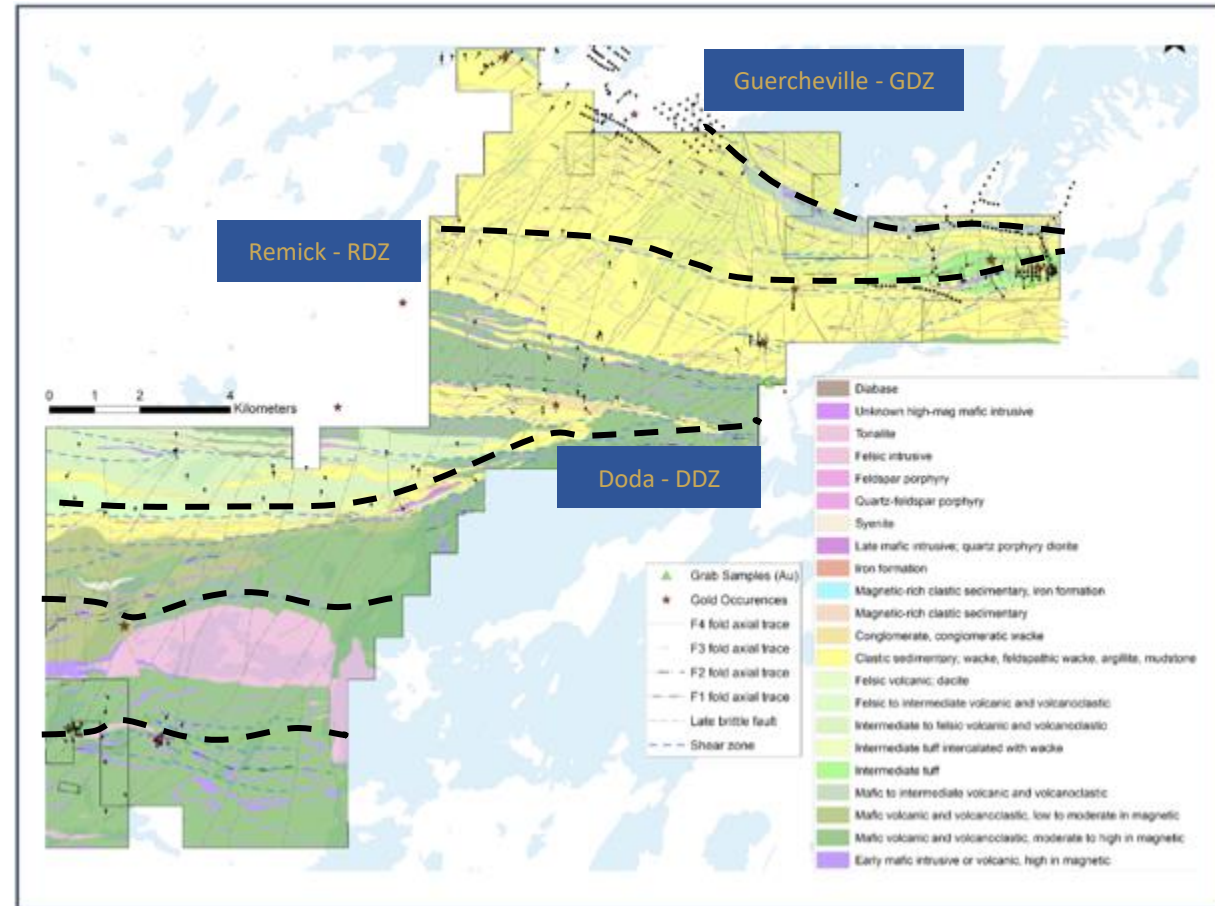 Guercheville - GDZ
Remick - RDZ
0 2 4
Kilometers
Doda - DDZ
Grab Samples (Au)
Gold Occurences
F4 fold axial trace
F3 fold axial trace
F2 fold axial trace
F1 fold axial trace
Late brittle fault
Shear zone
Diabase
Unknown high-mag mafic intrusive
Tonalite
Felsic intrusive
Feldspar porphyry
Quartz-feldspar porphyry
Syenite
Late mafic intrusive; quartz porphyry diorite
Iron formation
Magnetic-rich clastic sedimentary, iron formation
Magnetic-rich clastic sedimentary
Conglomerate, conglomeratic wacke
Clastic sedimentary; wacke, feldspathic wacke, argillite, mudstone
Felsic volcanic; dacite
Felsic to intermediate volcanic and volcanoclastic
Intermediate to felsic volcanic and volcanoclastic
Intermediate tuff intercalated with wacke
Intermediate tuff
Mafic to intermediate volcanic and volcanoclastic
Mafic volcanic and volcanoclastic, low to moderate in magnetic
Mafic volcanic and volcanoclastic, moderate to high in magnetic
Early mafic intrusive or volcanic, high in magnetic